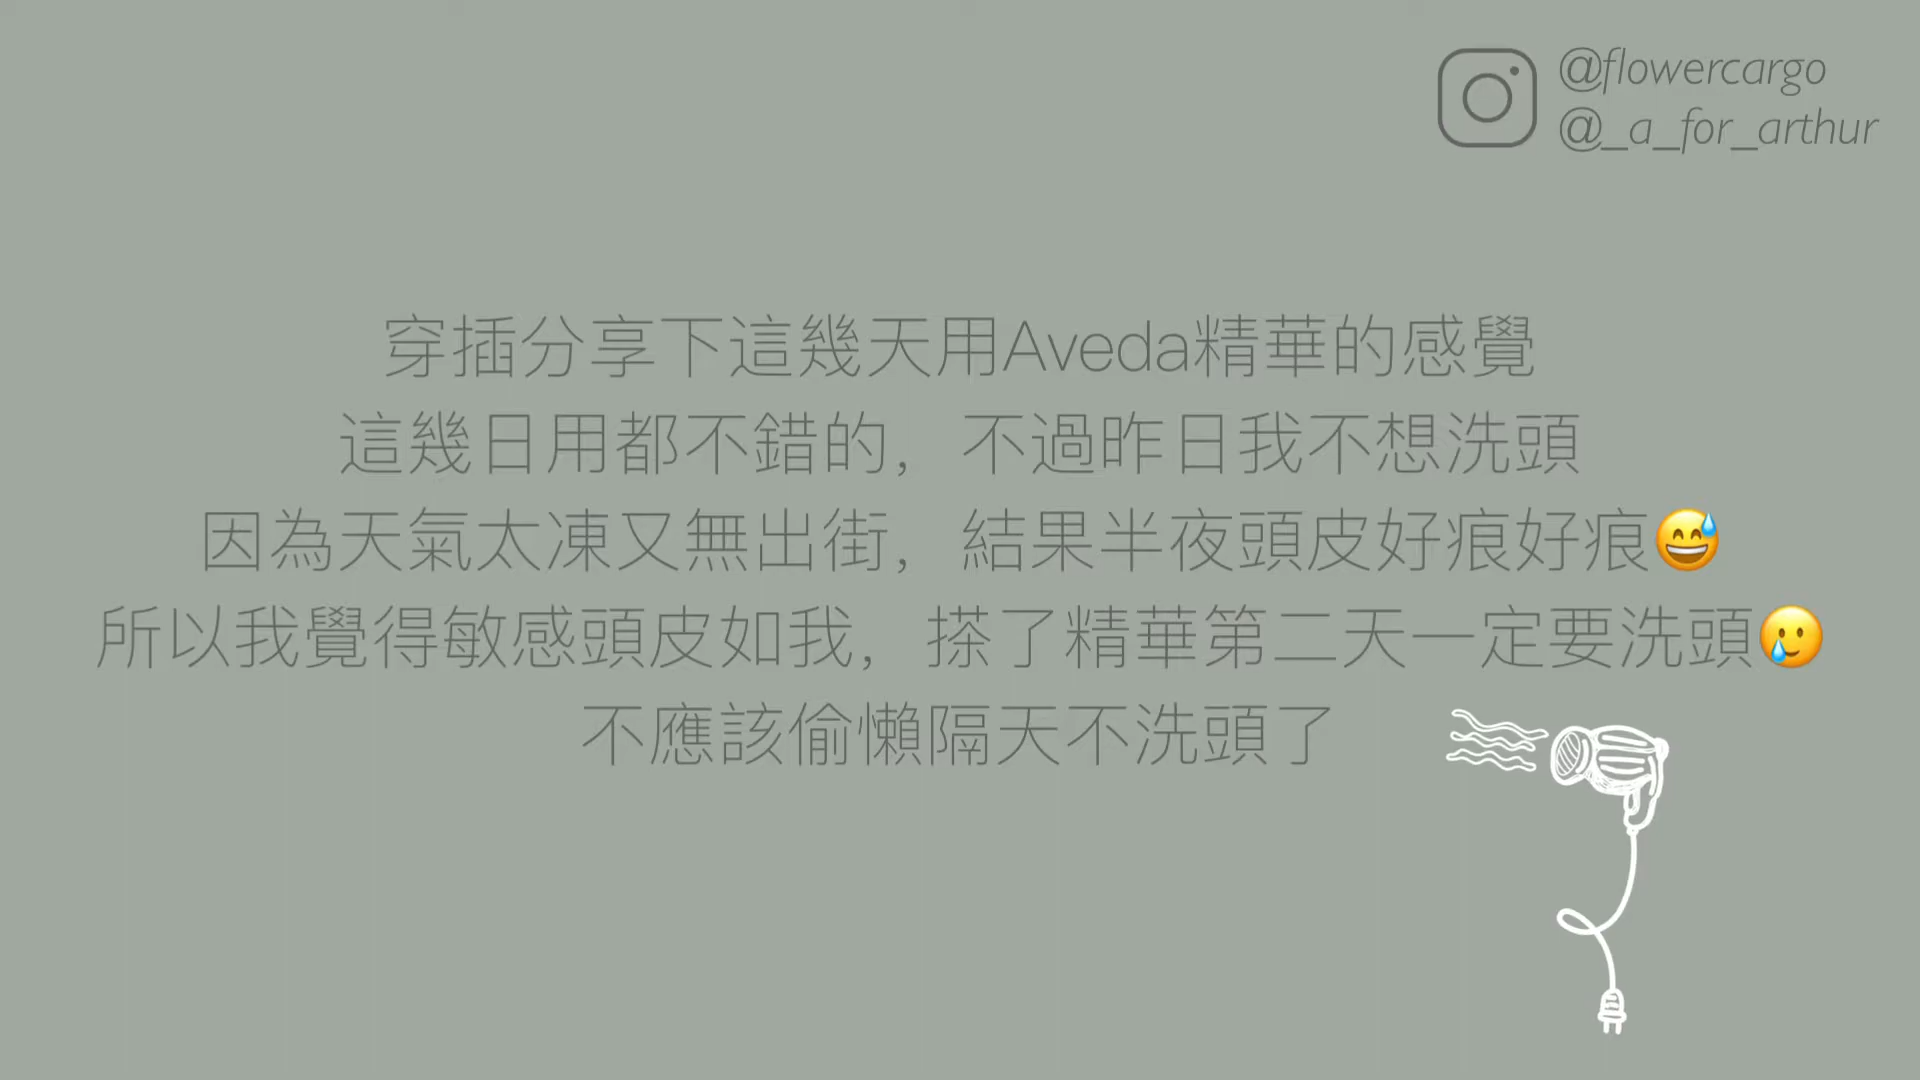 @flowercargo
@_a_for_arthur
穿插分享下這幾天用Aveda精華的感覺
這幾日用都不錯的，不過昨日我不想洗頭
因為天氣太凍又無出街，結果半夜頭皮好痕好痕😅
所以我覺得敏感頭皮如我，搽了精華第二天一定要洗頭🥲
不應該偷懶隔天不洗頭了